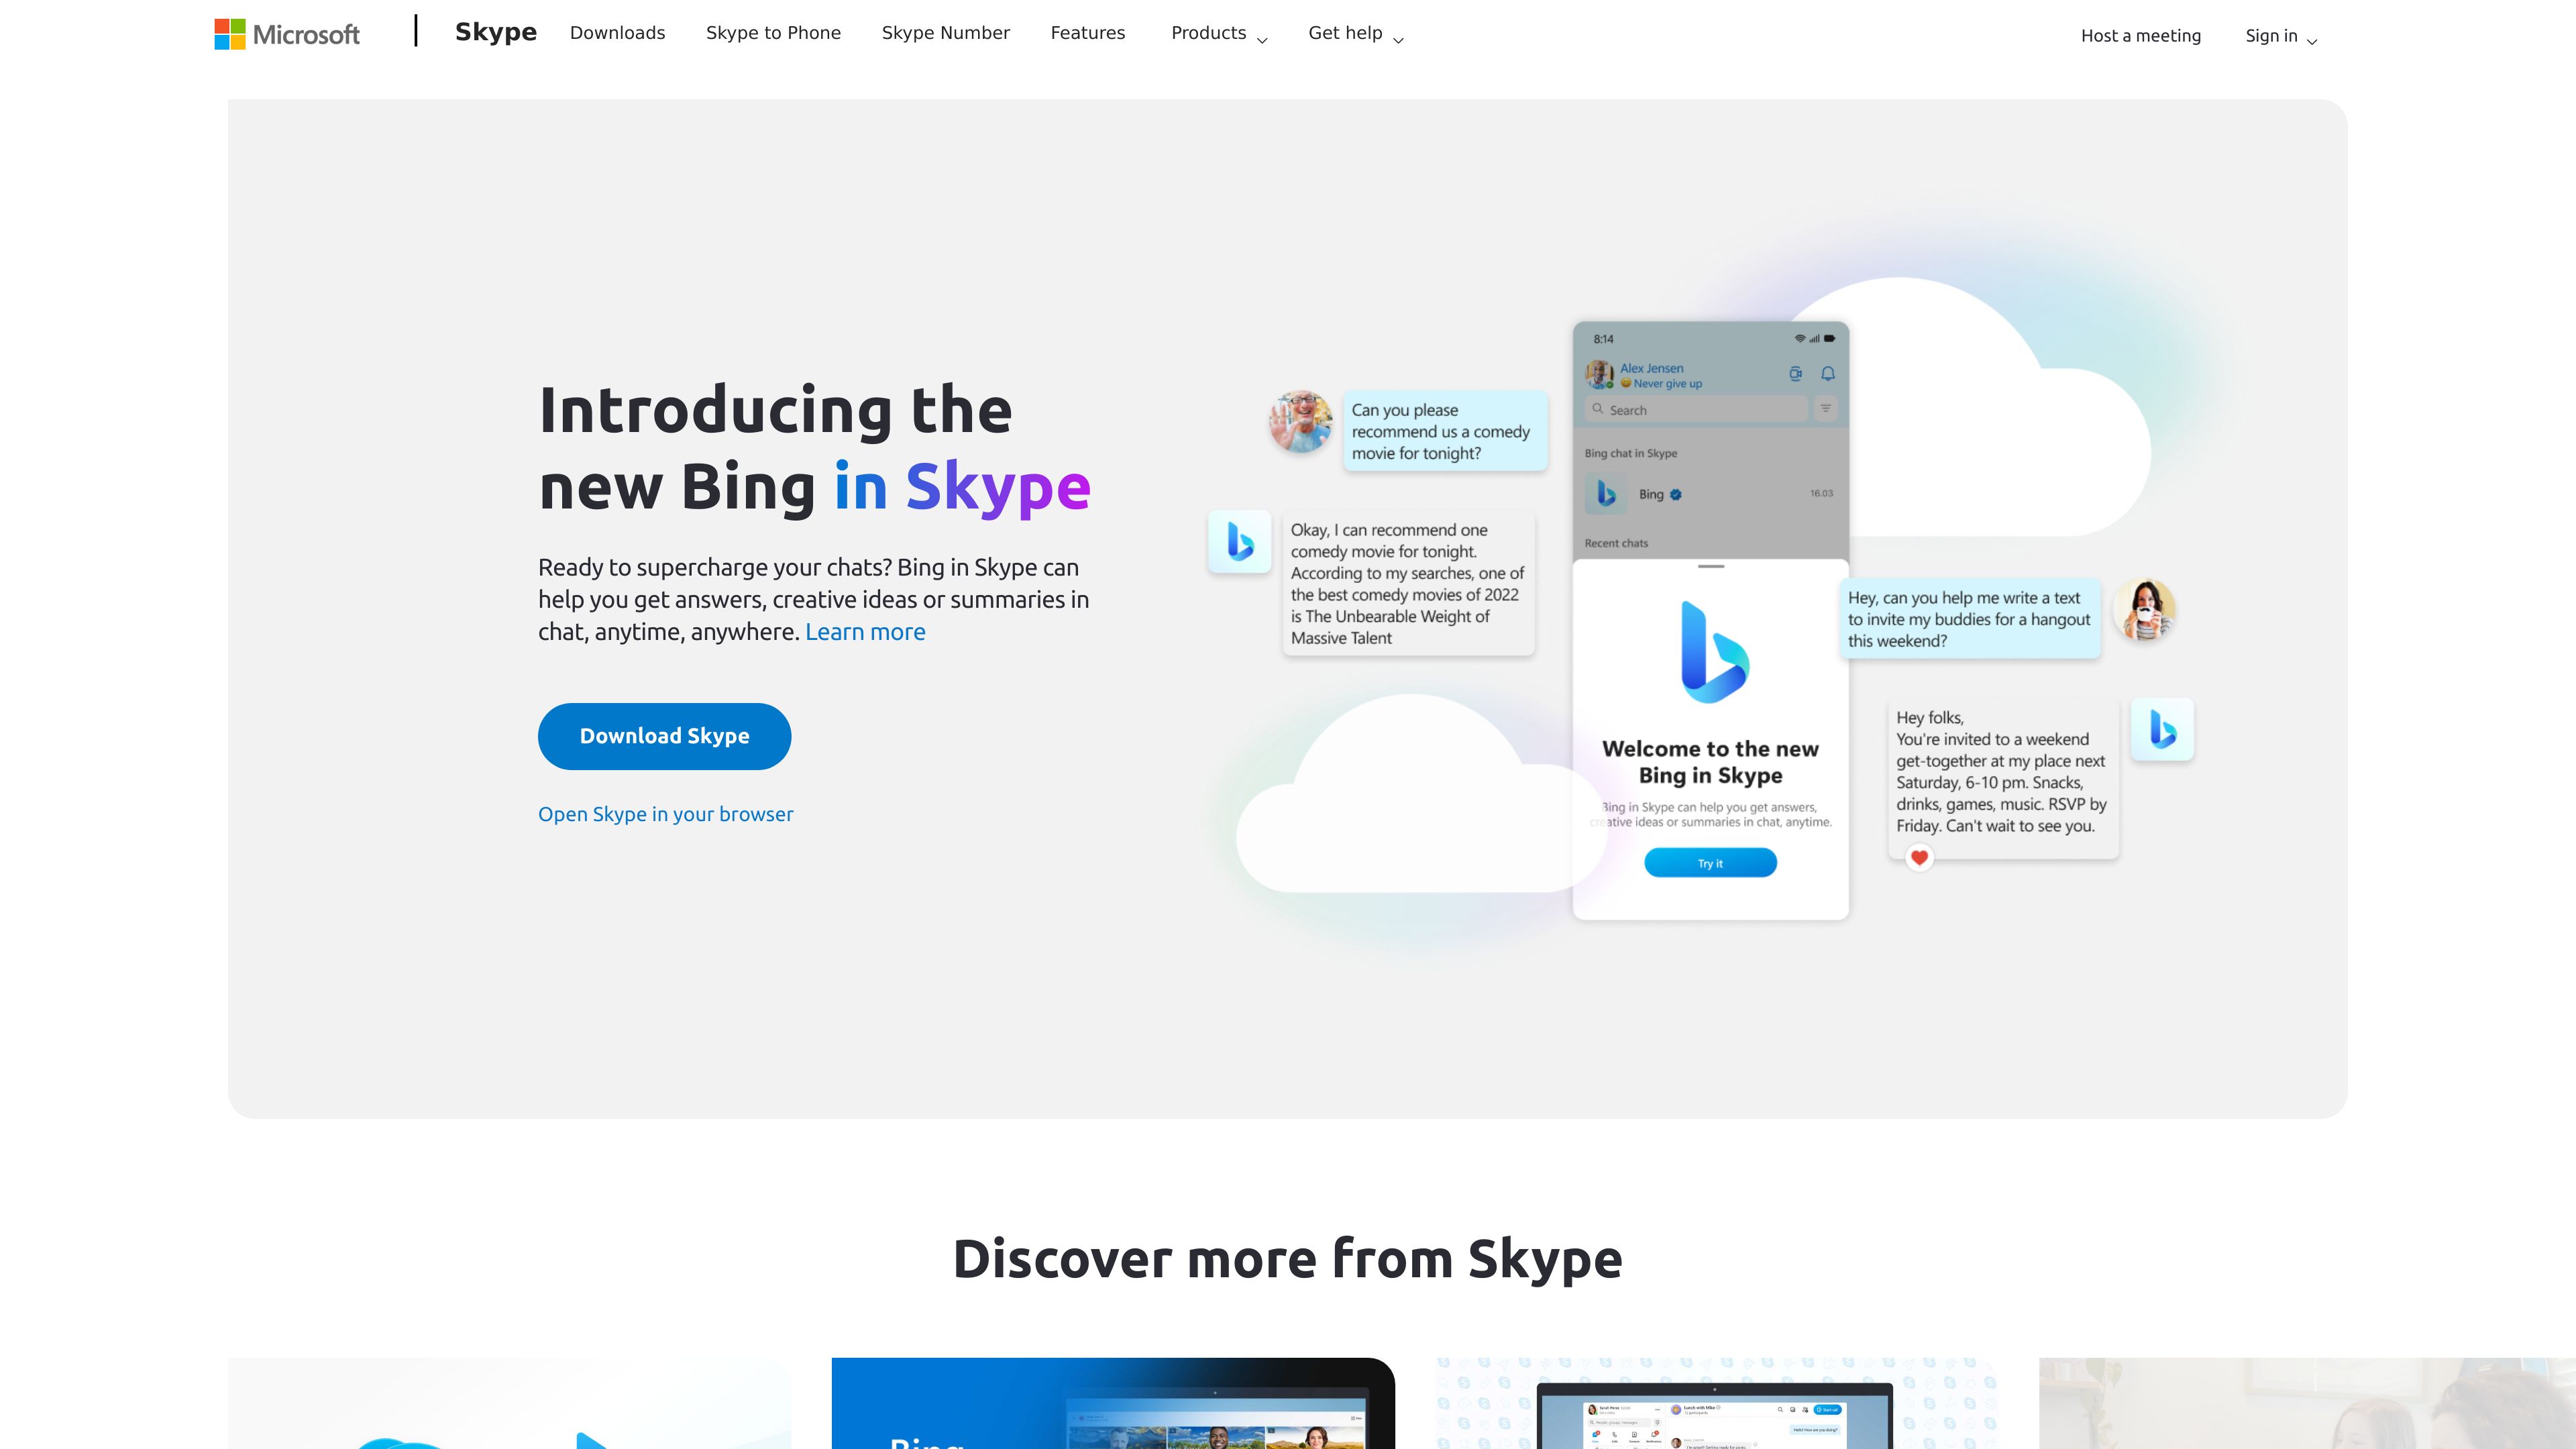 Microsoft
Skype
Downloads
Skype to Phone
Skype Number
Features
Products
Get help
Host a meeting
Sign in
Introducing the
new Bing in Skype
Ready to supercharge your chats? Bing in Skype can
help you get answers, creative ideas or summaries in
chat, anytime, anywhere. Learn more
Download Skype
Open Skype in your browser
Can you please
recommend us a comedy
movie for tonight?
Okay, I can recommend one
comedy movie for tonight.
According to my searches, one of
the best comedy movies of 2022
is The Unbearable Weight of
Massive Talent
8:14
Alex Jensen
Never give up
Search
Bing chat in Skype
Bing
16.03
Recent chats
Welcome to the new
Bing in Skype
Bing in Skype can help you get answers,
creative ideas or summaries in chat, anytime.
Try it
Hey, can you help me write a text
to invite my buddies for a hangout
this weekend?
Hey folks,
You're invited to a weekend
get-together at my place next
Saturday, 6-10 pm. Snacks,
drinks, games, music. RSVP by
Friday. Can't wait to see you.
Discover more from Skype
Bing
Lunch with Mike